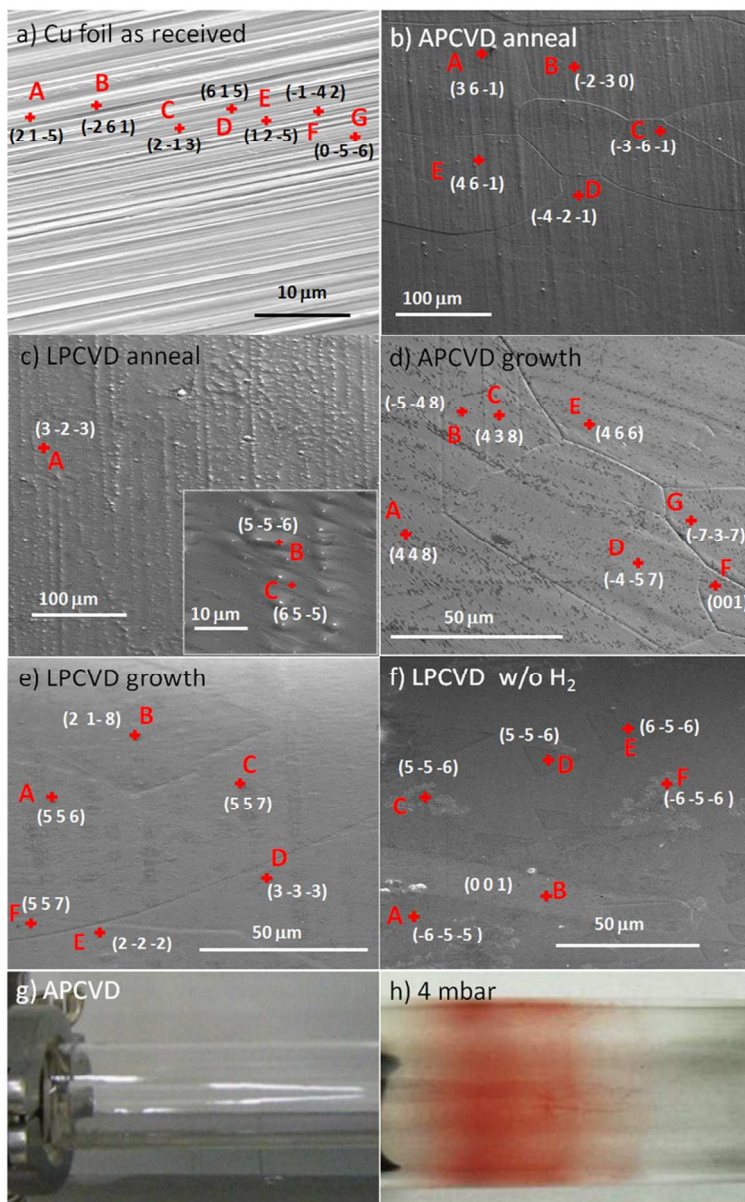 a) Cu foil as received
A
B
C
(6 1 5)
D
E
(-1 -4 2)
F
G
(2 1 -5)
(-2 6 1)
(2 -1 3)
(1 2 -5)
(0 -5 -6)
10 µm
b) APCVD anneal
A
(3 6 -1)
B
(-2 -3 0)
C
(-3 -6 -1)
E
(4 6 -1)
D
(-4 -2 -1)
100 µm
c) LPCVD anneal
(3 -2 -3)
A
(5 -5 -6)
B
C
(6 5 -5)
100 µm
10 µm
d) APCVD growth
(-5 -4 8)
B
C
(4 3 8)
E
(4 6 6)
A
(4 4 8)
D
(-4 -5 7)
G
(-7 -3 -7)
F
(001)
50 µm
e) LPCVD growth
B
(2 1- 8)
A
(5 5 6)
C
(5 5 7)
D
(3 -3 -3)
(5 5 7)
F
E
(2 -2 -2)
50 µm
f) LPCVD w/o H₂
(5 -5 -6)
C
(5 -5 -6)
D
(6 -5 -6)
E
F
(-6 -5 -6)
(0 0 1)
B
A
(-6 -5 -5 )
50 µm
g) APCVD
h) 4 mbar